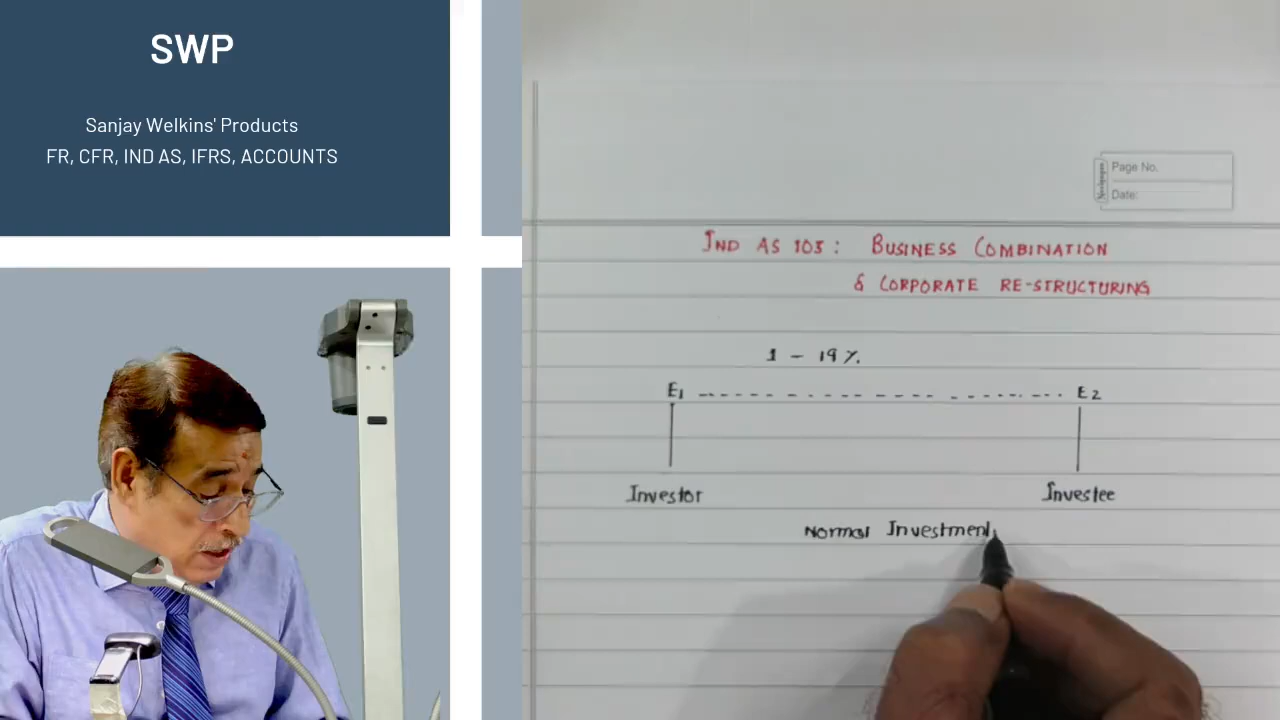 SWP
Sanjay Welkins' Products
FR, CFR, IND AS, IFRS, ACCOUNTS
Page No.
Date:
IND AS 103 : BUSINESS COMBINATION
& CORPORATE RE-STRUCTURING
1 - 19 %.
E1 E2
Investor Investee
Normal Investment